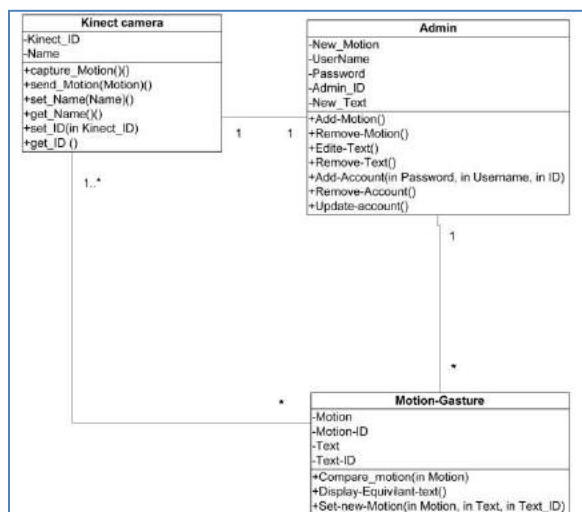 Kinect camera
-Kinect_ID
-Name
+capture_Motion()()
+send_Motion(Motion)()
+set_Name(Name)()
+get_Name()()
+set_ID(in Kinect_ID)
+get_ID ()
Admin
-New_Motion
-UserName
-Password
-Admin_ID
-New_Text
+Add-Motion()
+Remove-Motion()
+Edite-Text()
+Remove-Text()
+Add-Account(in Password, in Username, in ID)
+Remove-Account()
+Update-account()
1
1
1..*
1
*
*
Motion-Gasture
-Motion
-Motion-ID
-Text
-Text-ID
+Compare_motion(in Motion)
+Display-Equivilant-text()
+Set-new-Motion(in Motion, in Text, in Text_ID)